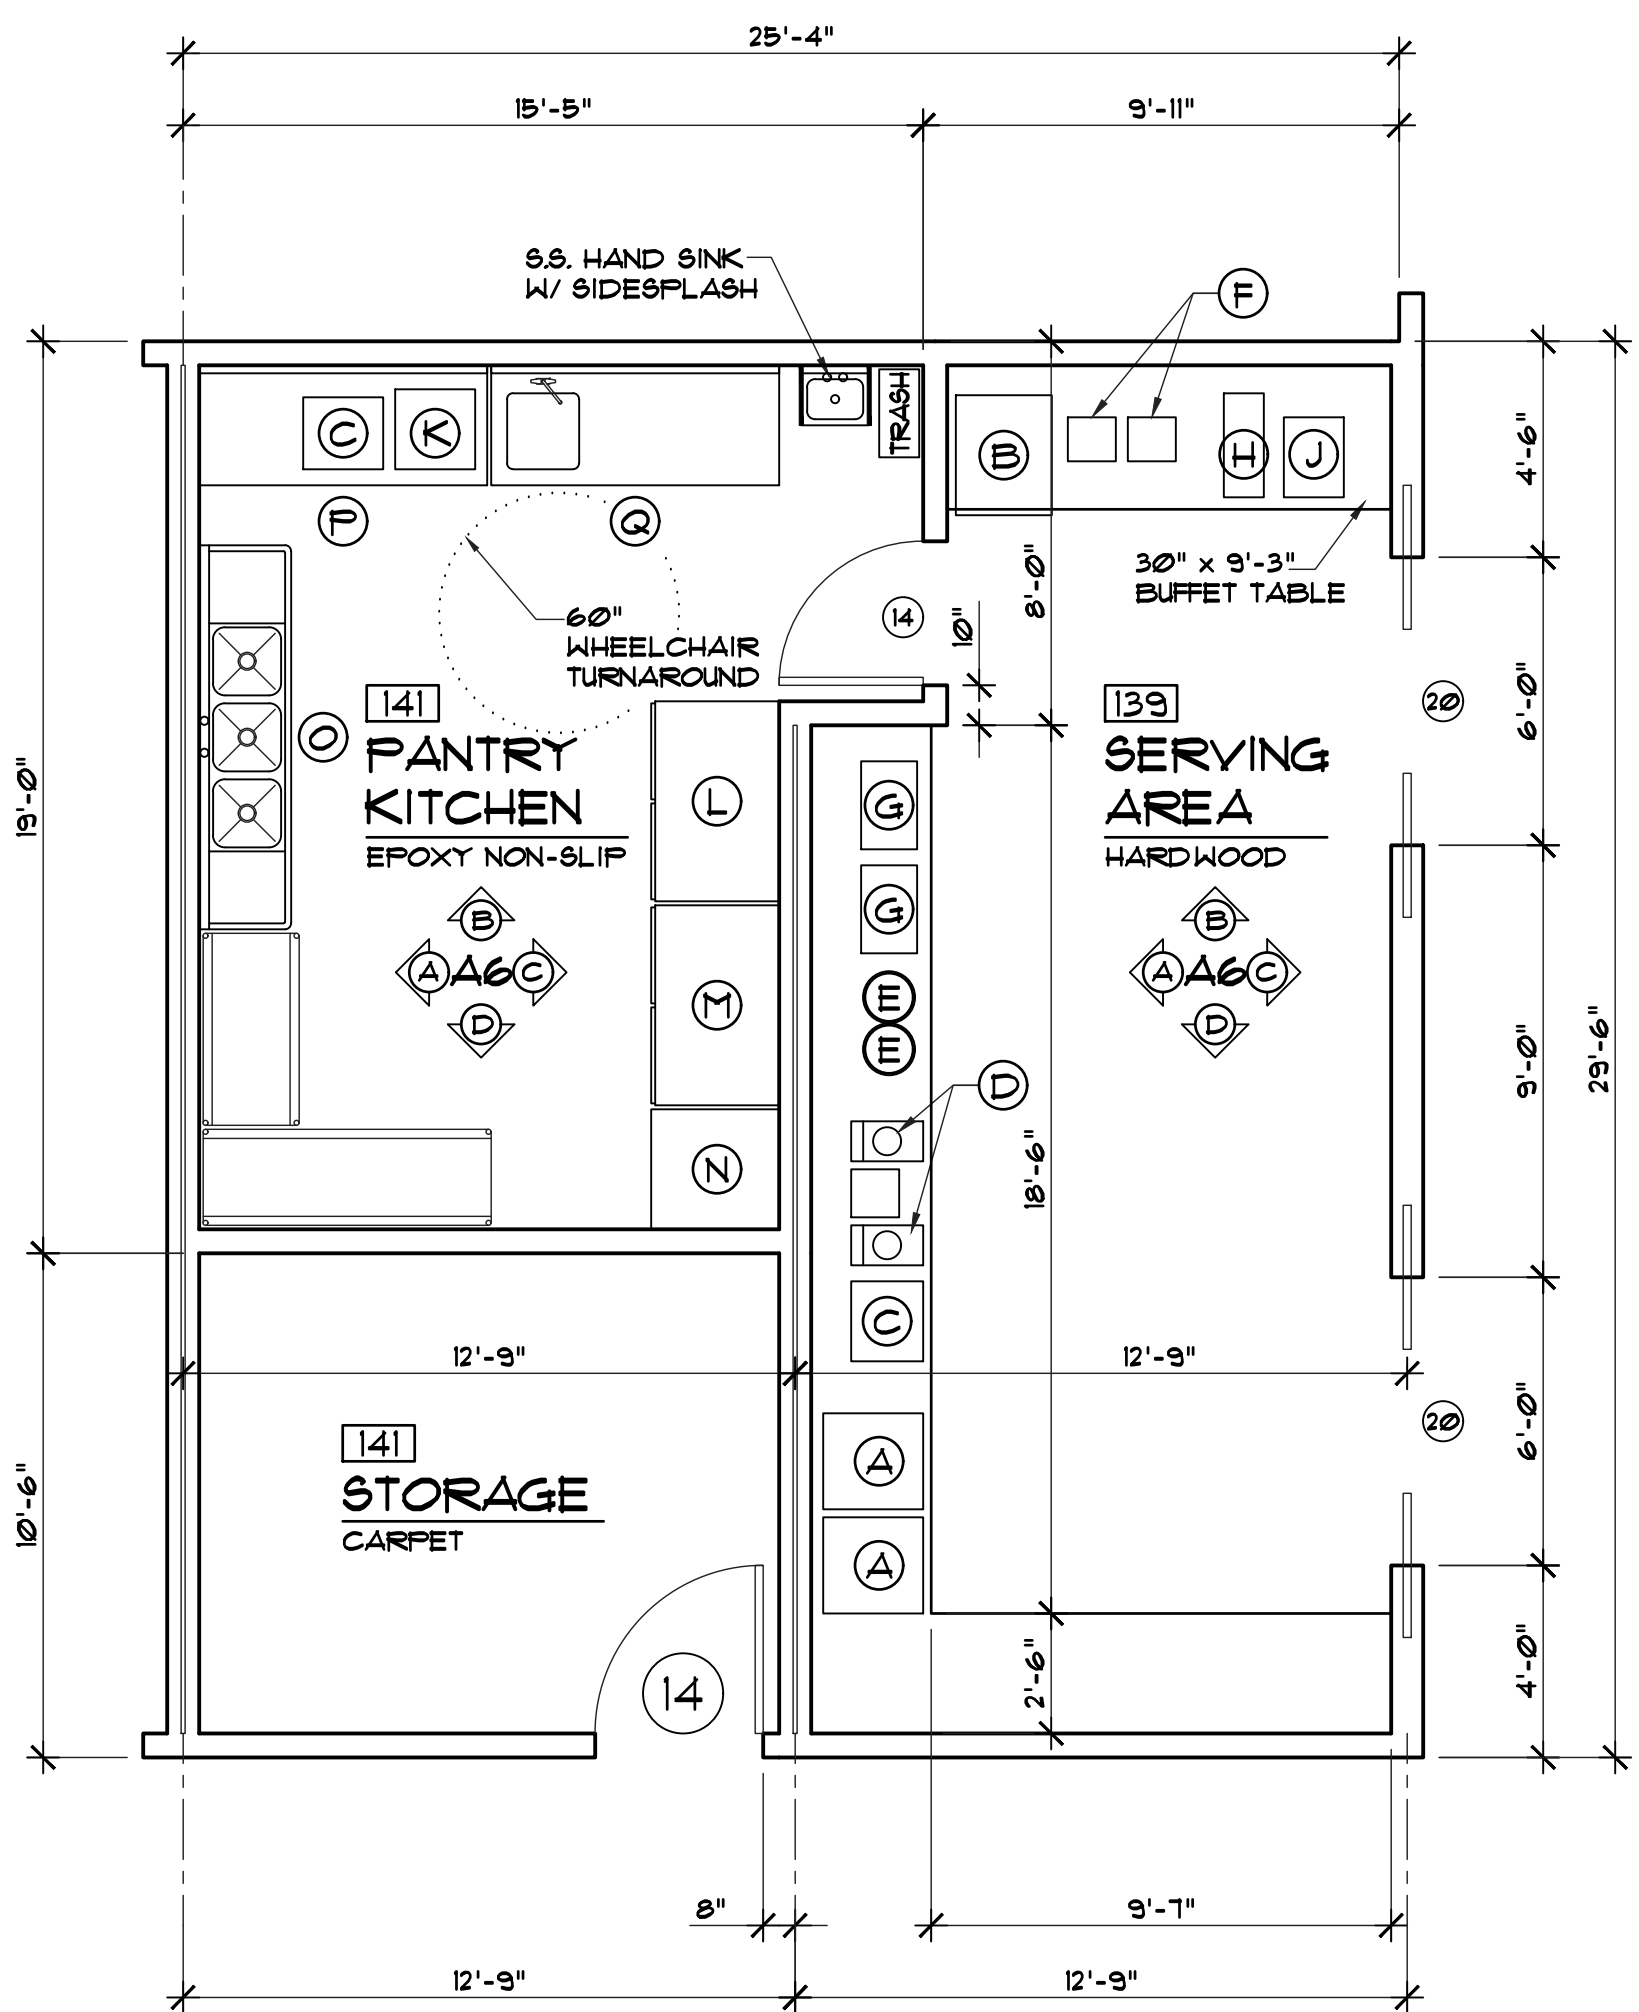 25'-4"
15'-5"
9'-11"
S.S. HAND SINK
W/ SIDESPLASH
F
TRASH
C
K
B
H
J
4'-6"
P
Q
30" x 9'-3"
BUFFET TABLE
8'-0"
60"
WHEELCHAIR
TURNAROUND
14
10"
141
PANTRY
KITCHEN
EPOXY NON-SLIP
O
139
SERVING
AREA
HARDWOOD
20
6'-0"
19'-0"
L
G
G
B
A A6 C
D
B
A A6 C
D
M
E
E
9'-0"
29'-6"
D
N
18'-6"
C
12'-9"
12'-9"
20
6'-0"
141
STORAGE
CARPET
10'-6"
A
A
14
2'-6"
4'-0"
8"
9'-7"
12'-9"
12'-9"